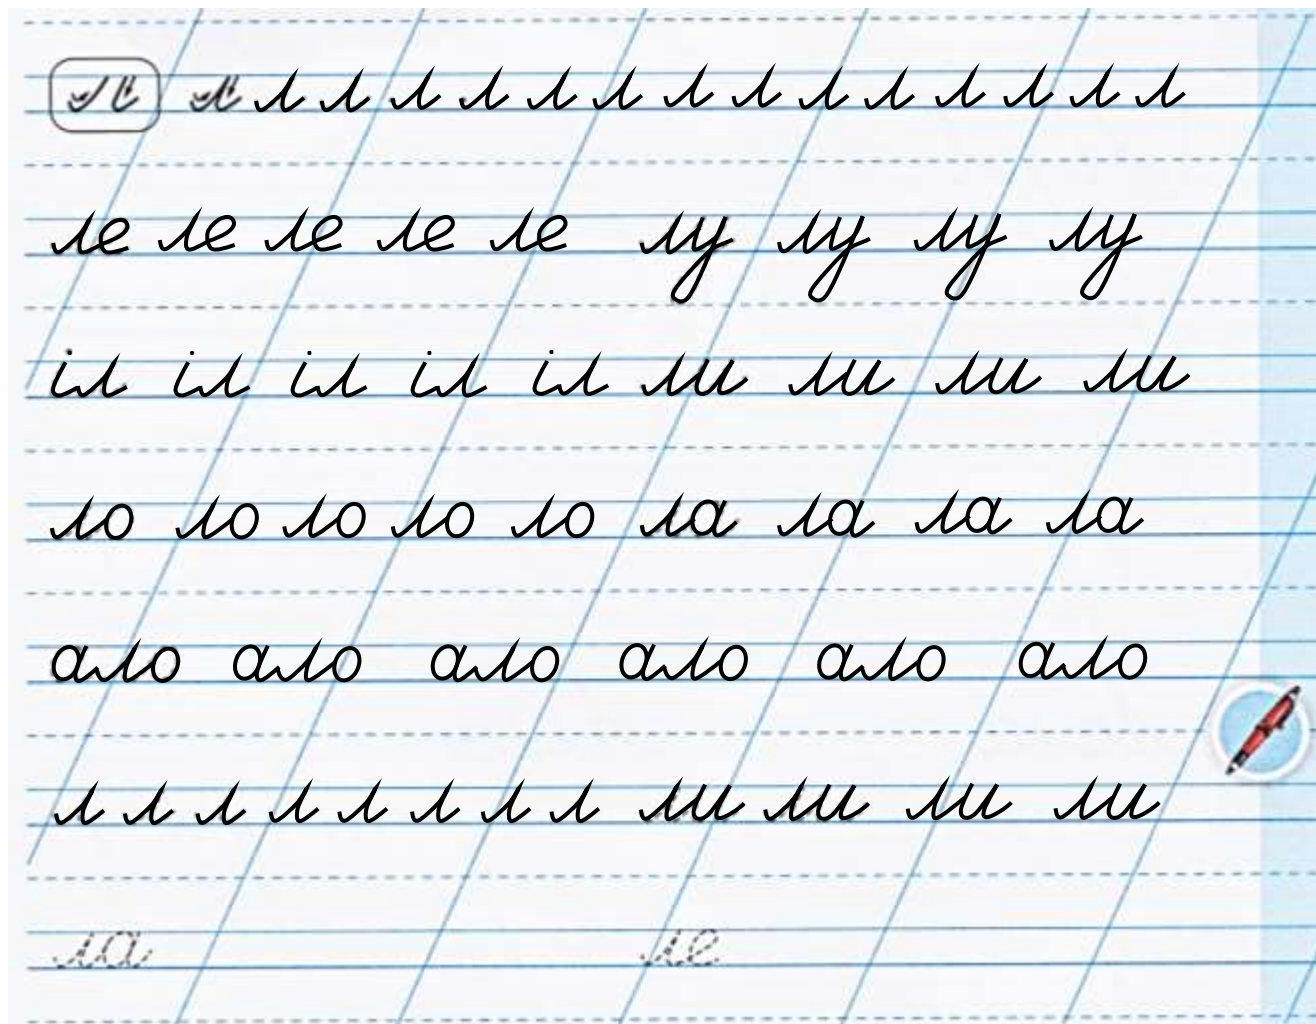 л л л л л л л л л л л л л л л
ле ле ле ле ле лу лу лу лу
іл іл іл іл іл ли ли ли ли
ло ло ло ло ло ла ла ла ла
ало ало ало ало ало ало
л л л л л л л л ли ли ли ли
ла ле